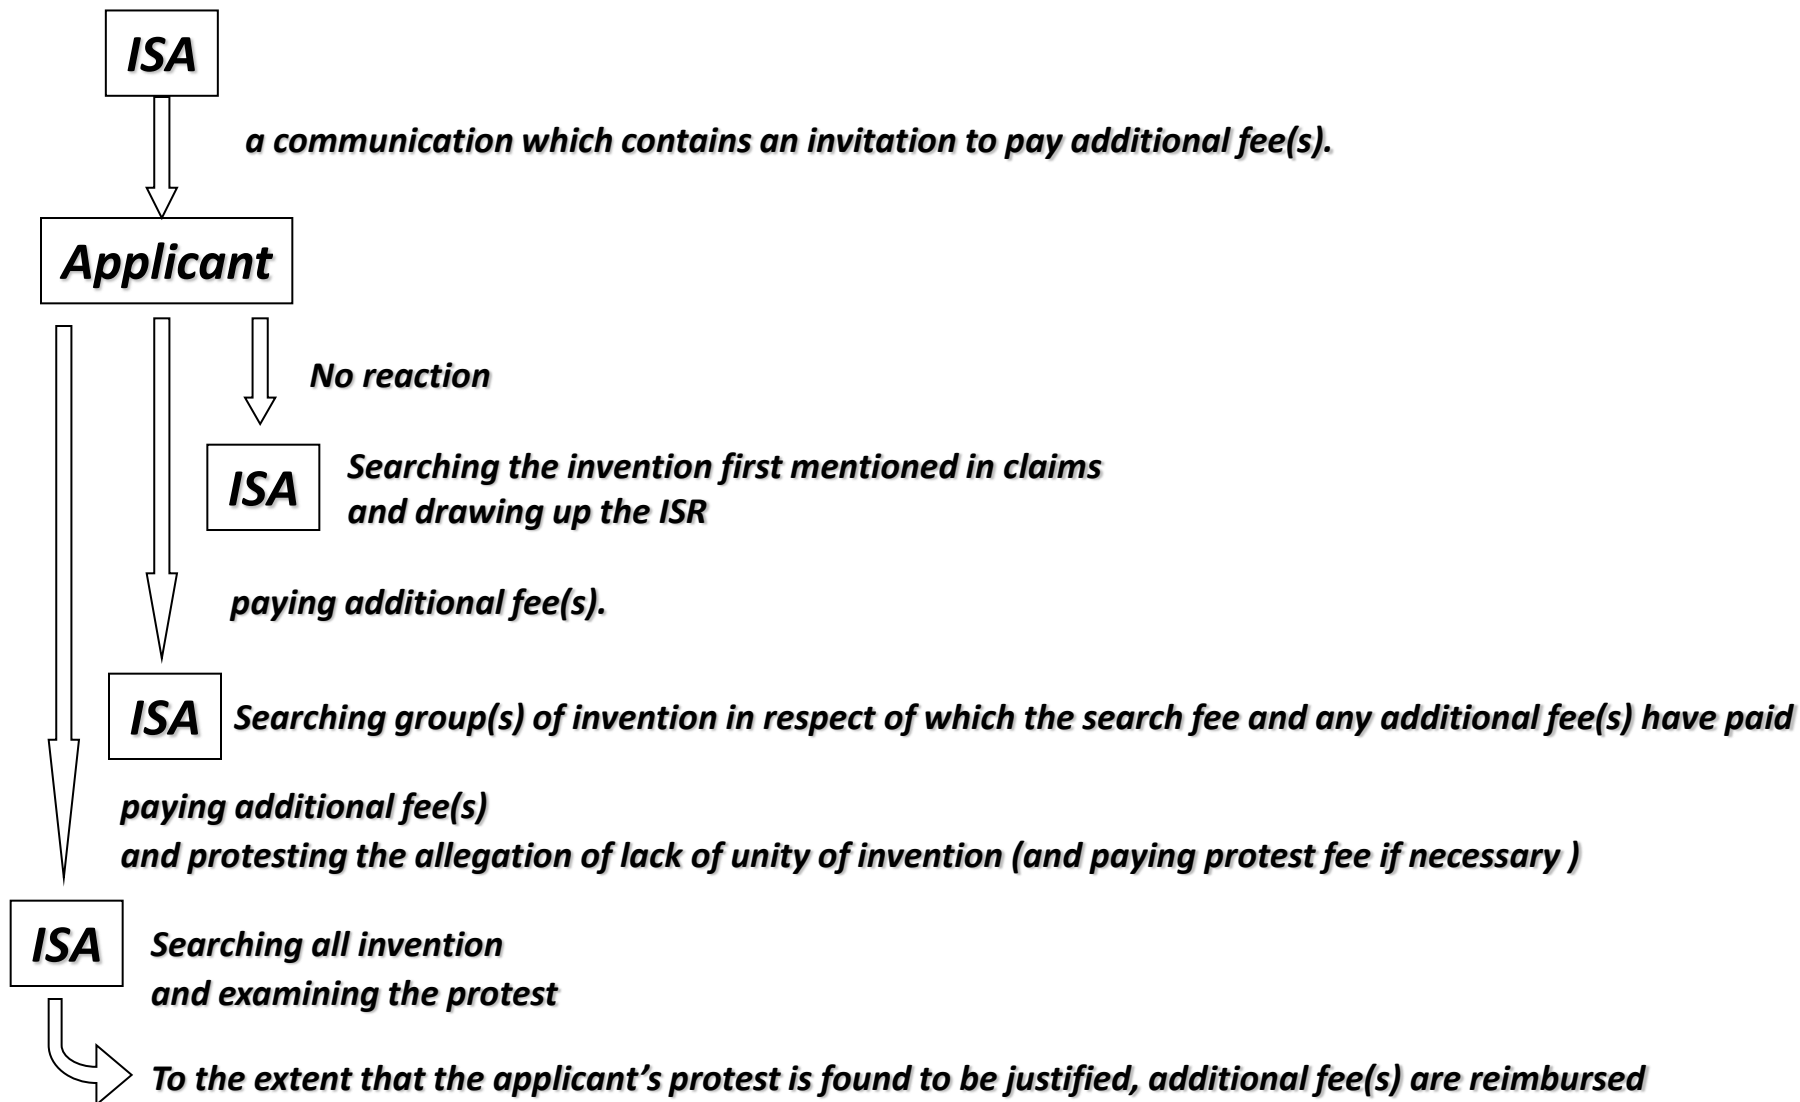 ISA
a communication which contains an invitation to pay additional fee(s).
Applicant
No reaction
ISA
Searching the invention first mentioned in claims
and drawing up the ISR
paying additional fee(s).
ISA
Searching group(s) of invention in respect of which the search fee and any additional fee(s) have paid
paying additional fee(s)
and protesting the allegation of lack of unity of invention (and paying protest fee if necessary )
ISA
Searching all invention
and examining the protest
To the extent that the applicant’s protest is found to be justified, additional fee(s) are reimbursed